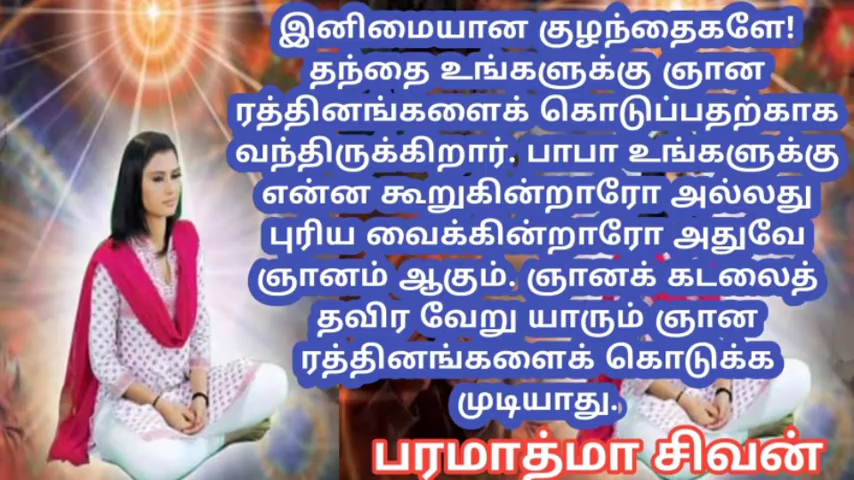 இனிமையான குழந்தைகளே!
தந்தை உங்களுக்கு ஞான
ரத்தினங்களைக் கொடுப்பதற்காக
வந்திருக்கிறார். பாபா உங்களுக்கு
என்ன கூறுகின்றாரோ அல்லது
புரிய வைக்கின்றாரோ அதுவே
ஞானம் ஆகும். ஞானக் கடலைத்
தவிர வேறு யாரும் ஞான
ரத்தினங்களைக் கொடுக்க
முடியாது.
பரமாத்மா சிவன்